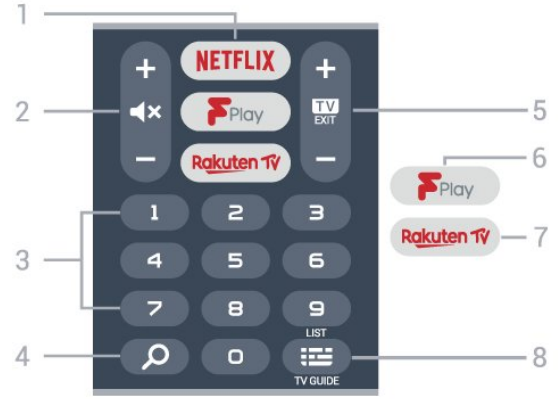 1
+ NETFLIX +
2 TV 5
EXIT
F Play
- Rakuten TV -
6
F Play
Rakuten TV 7
3
1 2 3
4 5 6
7 8 9
LIST
4 0 8
TV GUIDE